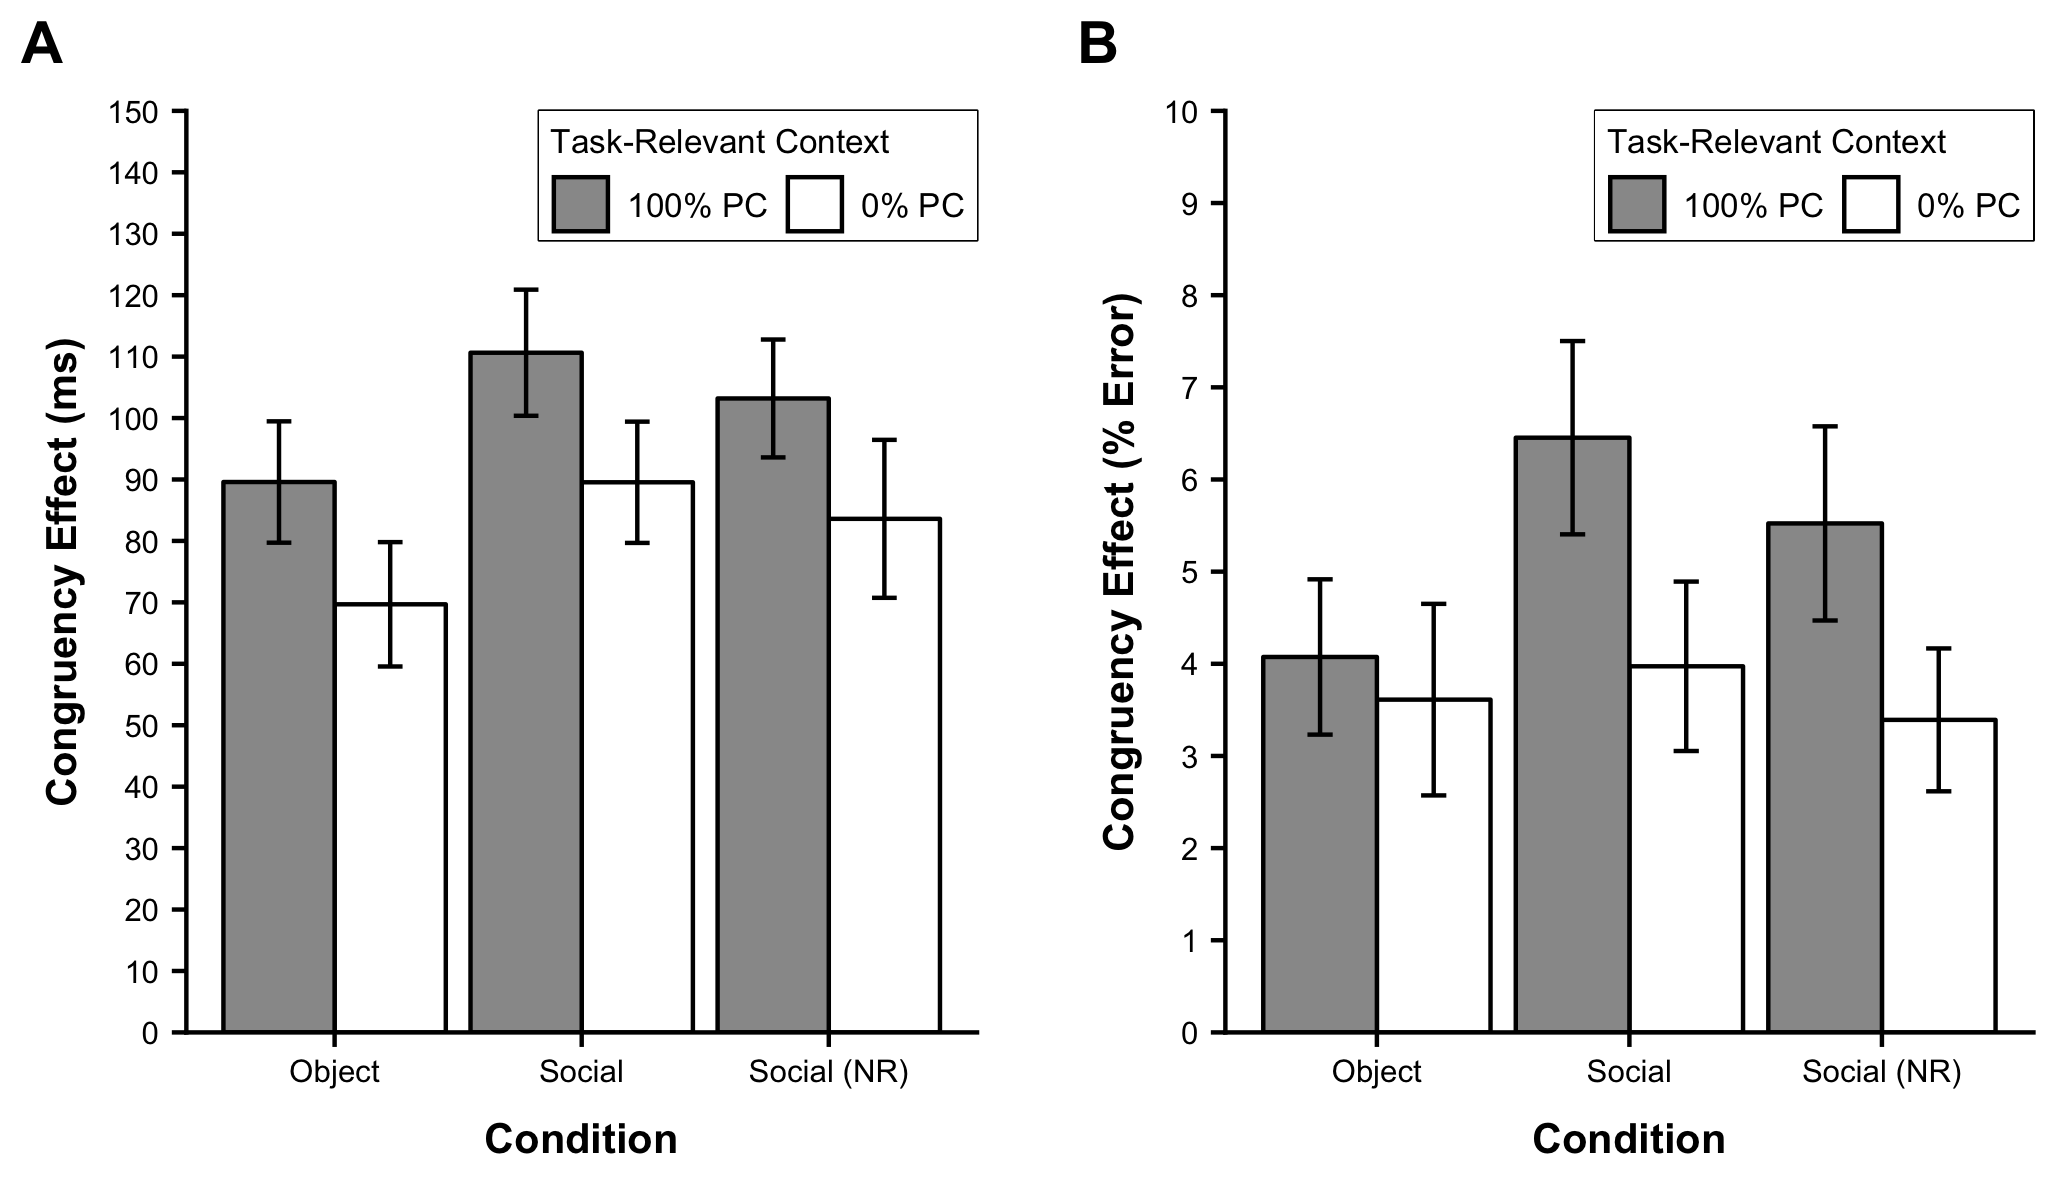 A
Congruency Effect (ms)
150
140
130
120
110
100
90
80
70
60
50
40
30
20
10
0
Task-Relevant Context
100% PC 0% PC
Object Social Social (NR)
Condition
B
Congruency Effect (% Error)
10
9
8
7
6
5
4
3
2
1
0
Task-Relevant Context
100% PC 0% PC
Object Social Social (NR)
Condition